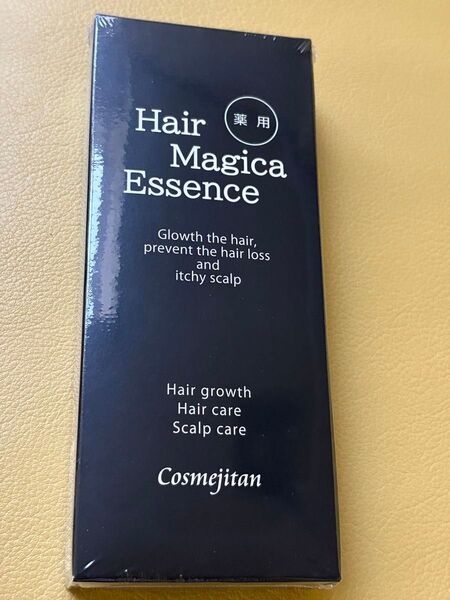 Hair
薬用
Magica
Essence
Glowth the hair,
prevent the hair loss
and
itchy scalp
Hair growth
Hair care
Scalp care
Cosmejitan